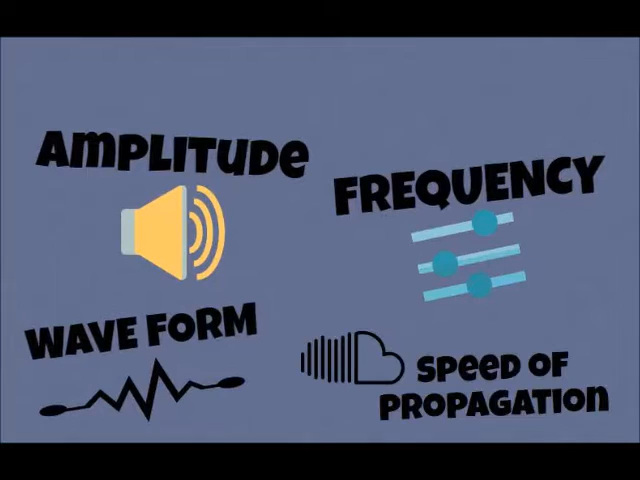 AMPLITUDE
FREQUENCY
WAVE FORM
SPEED OF
PROPAGATION